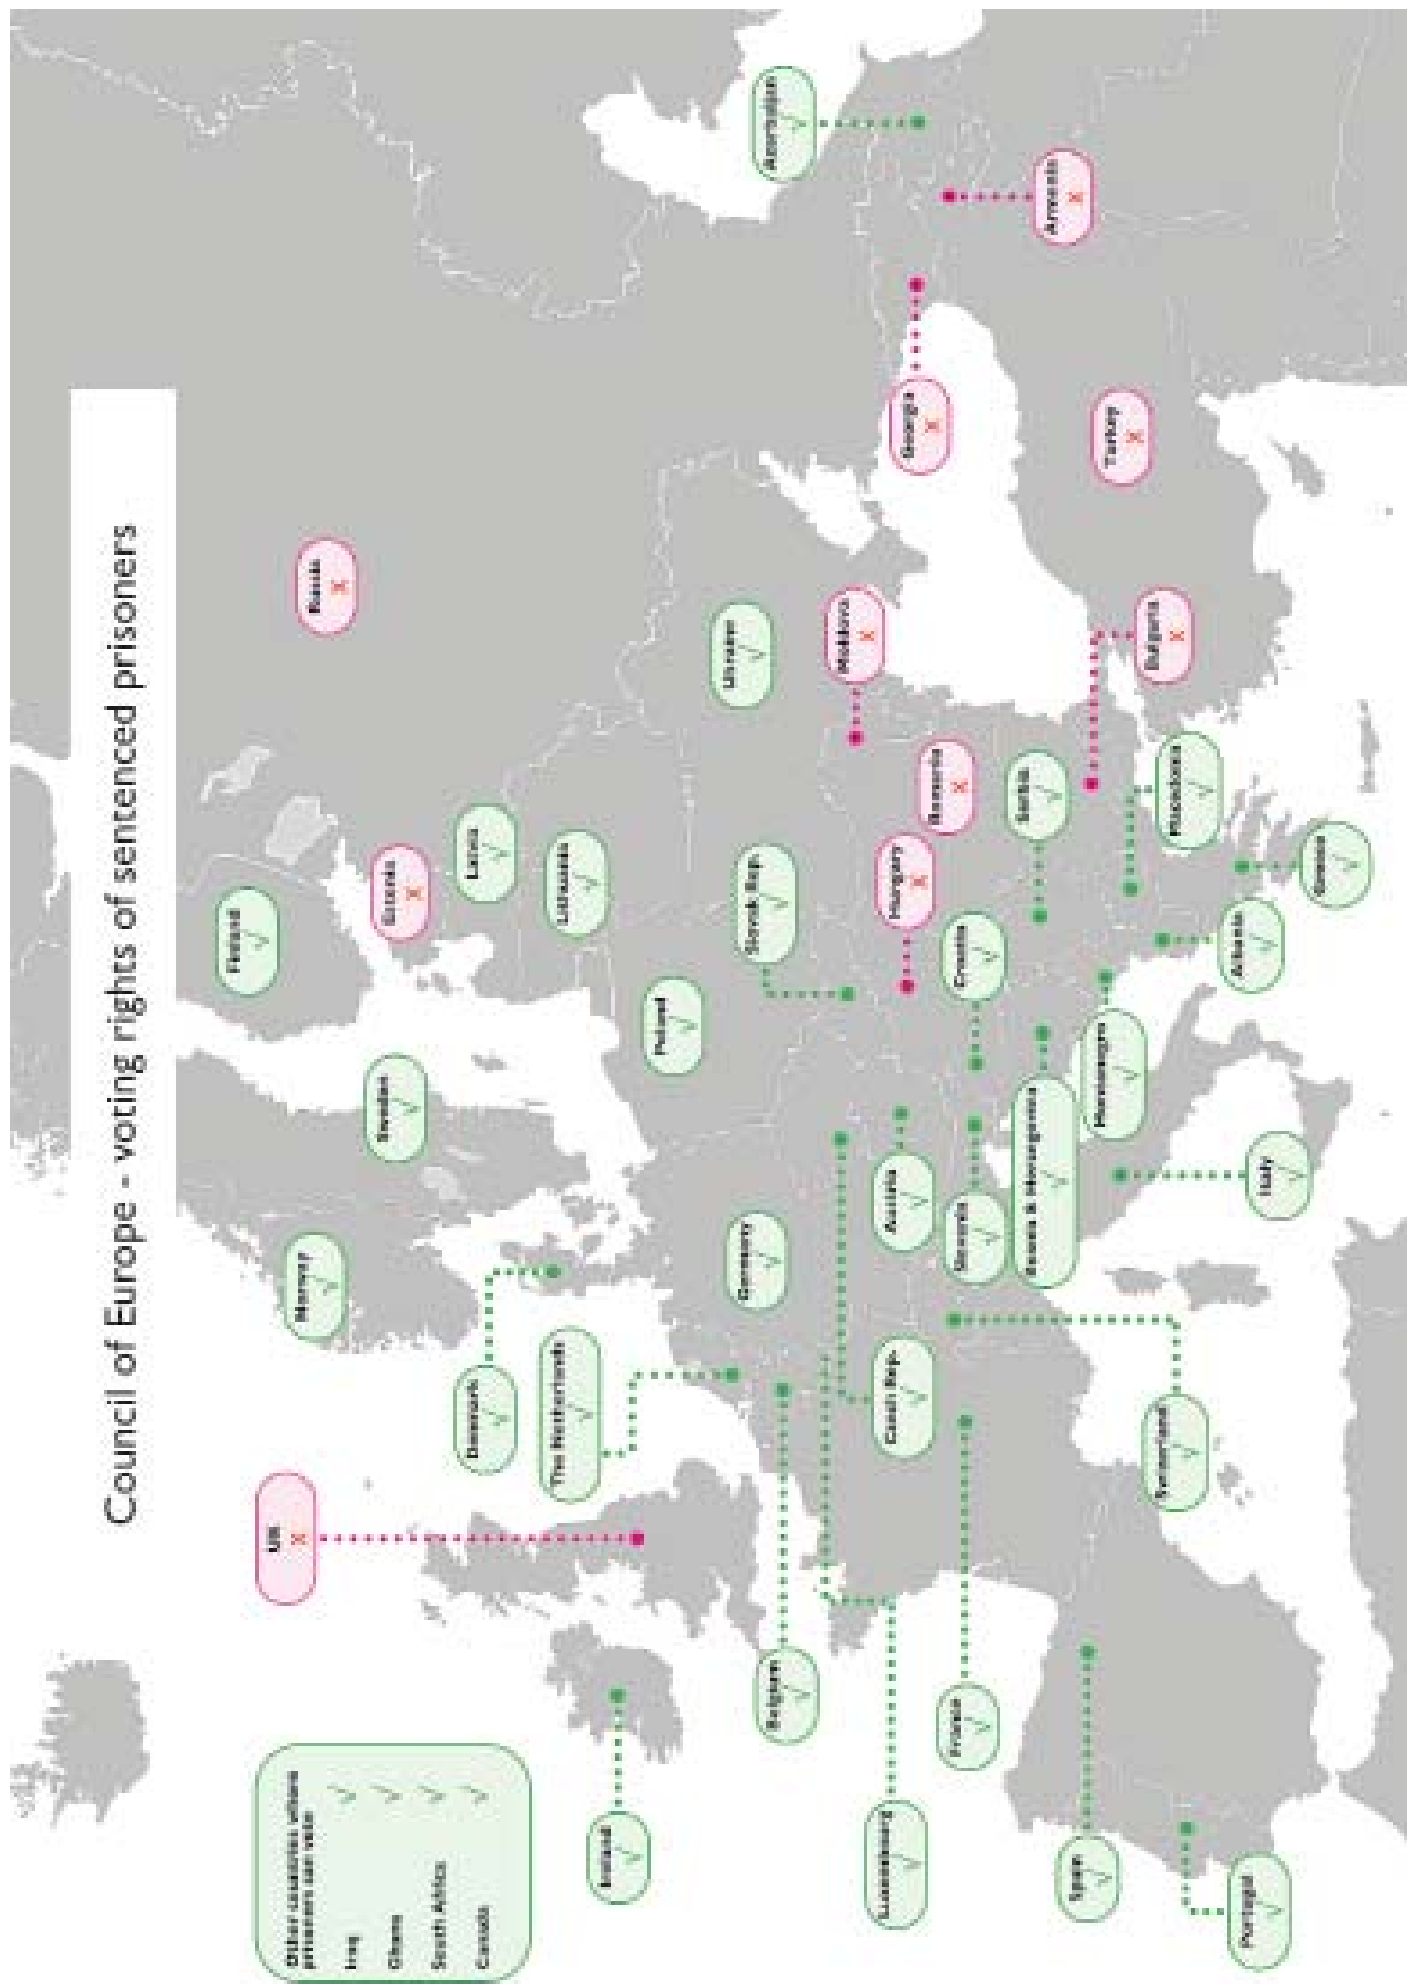 Council of Europe - voting rights of sentenced prisoners
Other countries where
prisoners can vote
Iraq ✓
Ghana ✓
South Africa ✓
Canada ✓
UK
X
Norway
✓
Sweden
✓
Finland
✓
Russia
X
Estonia
X
Latvia
✓
Lithuania
✓
Denmark
✓
The Netherlands
✓
Ireland
✓
Poland
✓
Germany
✓
Slovak Rep.
✓
Ukraine
✓
Azerbaijan
✓
Belgium
✓
Moldova
X
Luxembourg
✓
Czech Rep.
✓
Austria
✓
Hungary
X
Romania
X
Georgia
X
France
✓
Slovenia
✓
Croatia
✓
Serbia
✓
Armenia
X
Bosnia & Herzegovina
✓
Montenegro
✓
Spain
✓
Switzerland
✓
Macedonia
✓
Bulgaria
X
Turkey
X
Portugal
✓
Italy
✓
Albania
✓
Greece
✓